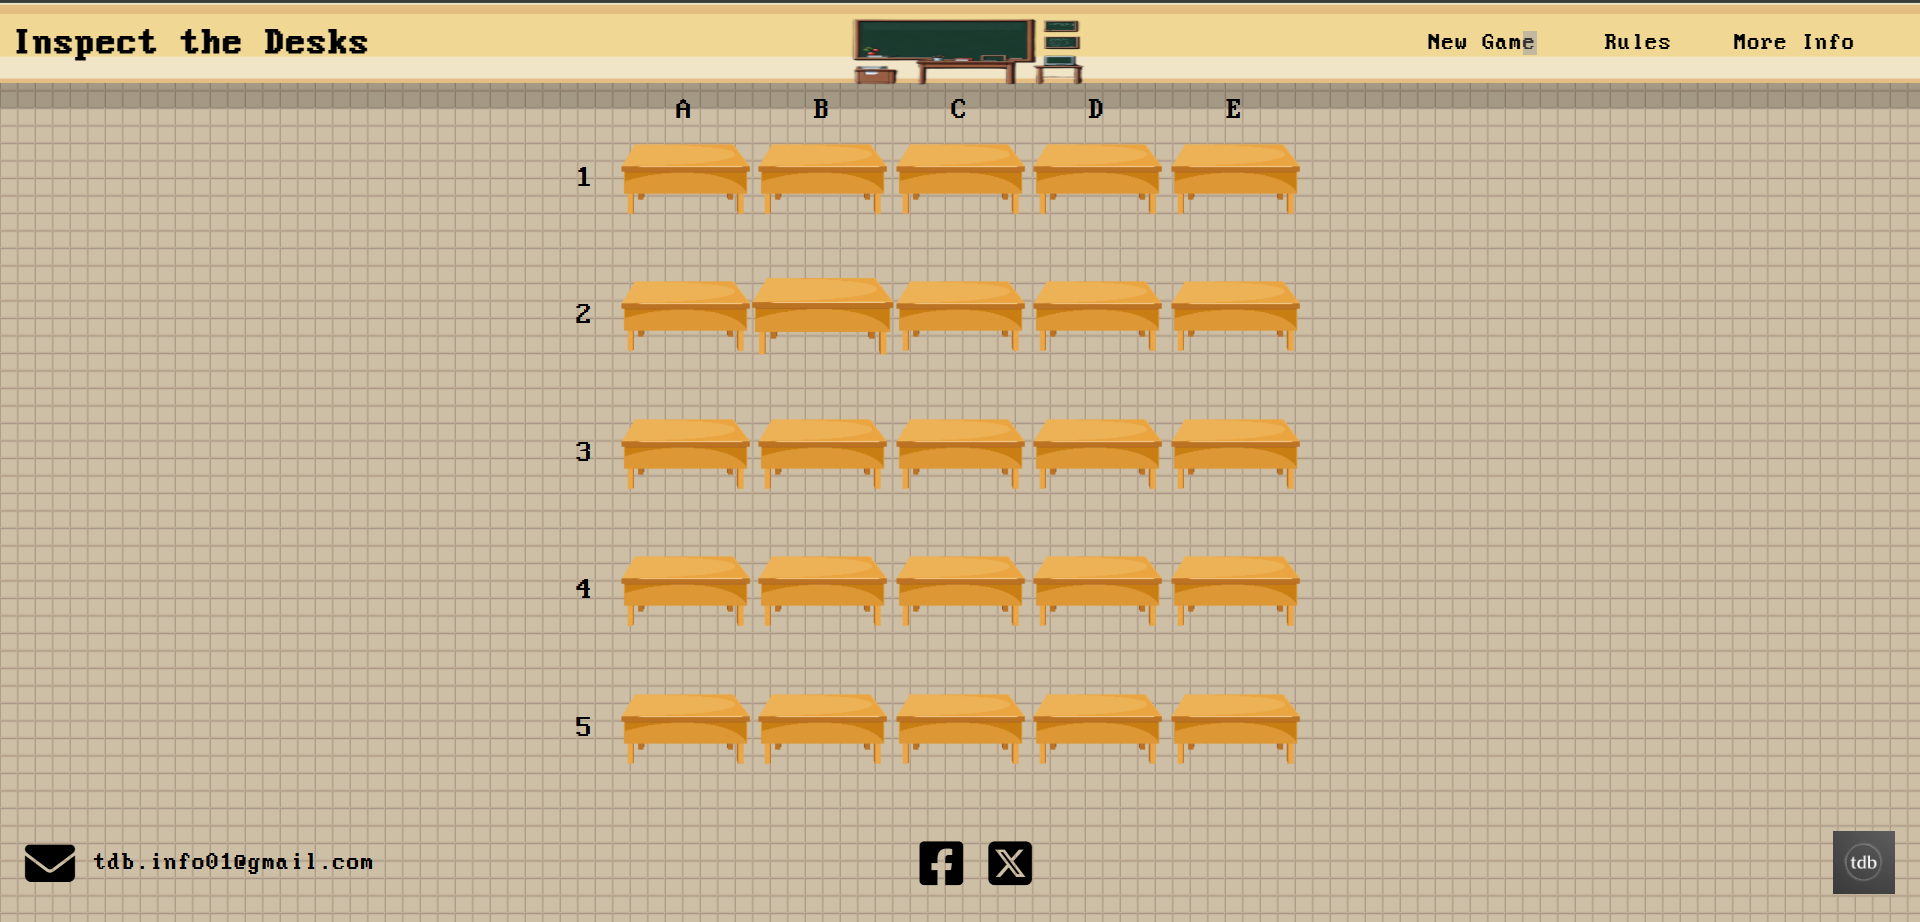 Inspect the Desks
New Game Rules More Info
A B C D E
1
2
3
4
5
tdb.info01@gmail.com
tdb